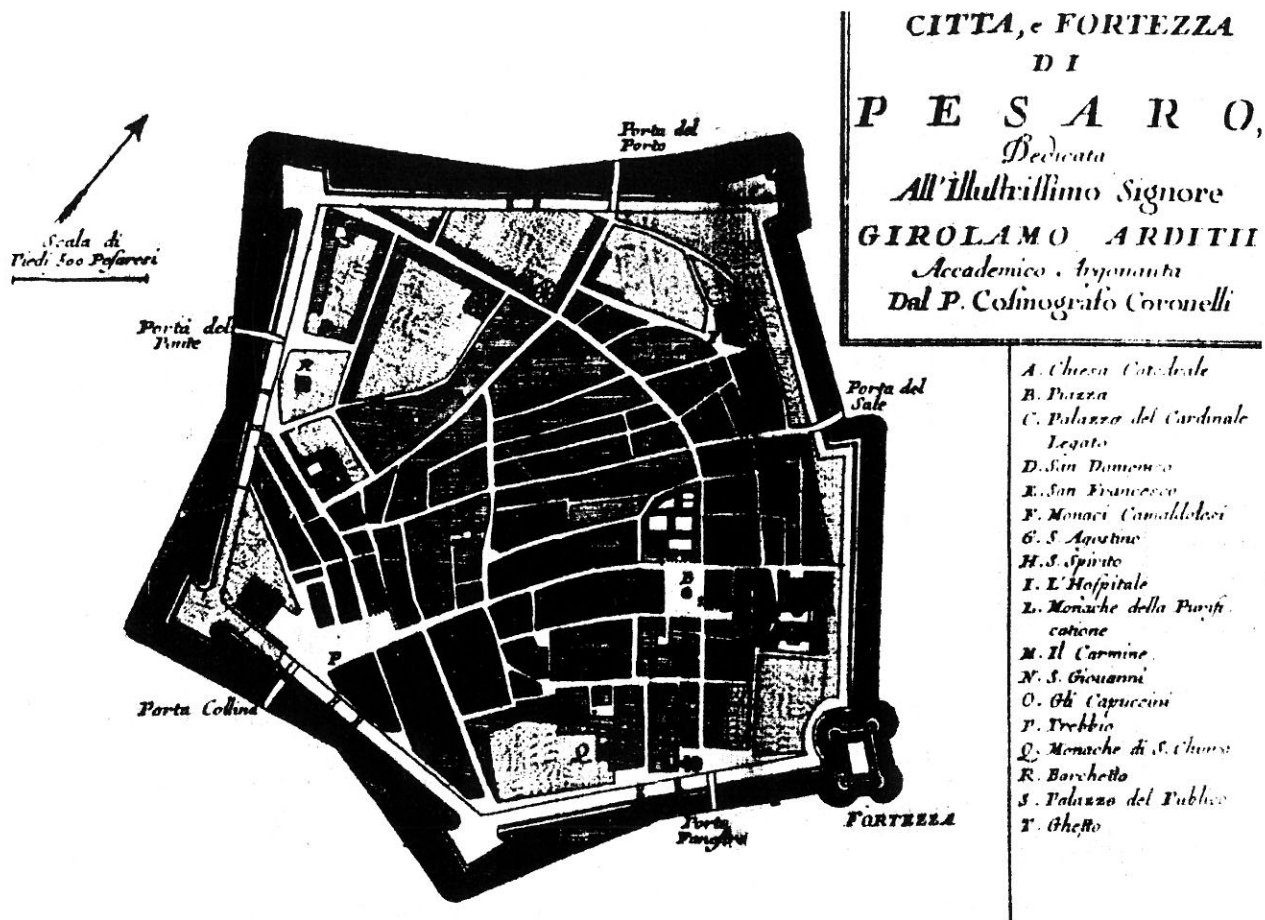 CITTA, e FORTEZZA
DI
PESARO,
Dedicata
All'Illustrissimo Signore
GIROLAMO ARDITII
Accademico Argonauta
Dal P. Cosmografo Coronelli
Scala di
Piedi 500 Pesaresi
Porta del
Porto
Porta del
Ponte
Porta del
Sale
Porta Collina
Porta
FORTEZZA
R
B
P
Q
A. Chiesa Catedrale
B. Piazza
C. Palazzo del Cardinale
Legato
D. San Domenico
E. San Francesco
F. Monaci Camaldolesi
G. S. Agostino
H. S. Spirito
I. L'Hospitale
L. Monache della Purifi
catione
M. Il Carmine
N. S. Giovanni
O. Gli Capuccini
P. Trebbio
Q. Monache di S. Chiara
R. Barchetto
S. Palazzo del Publico
T. Ghetto